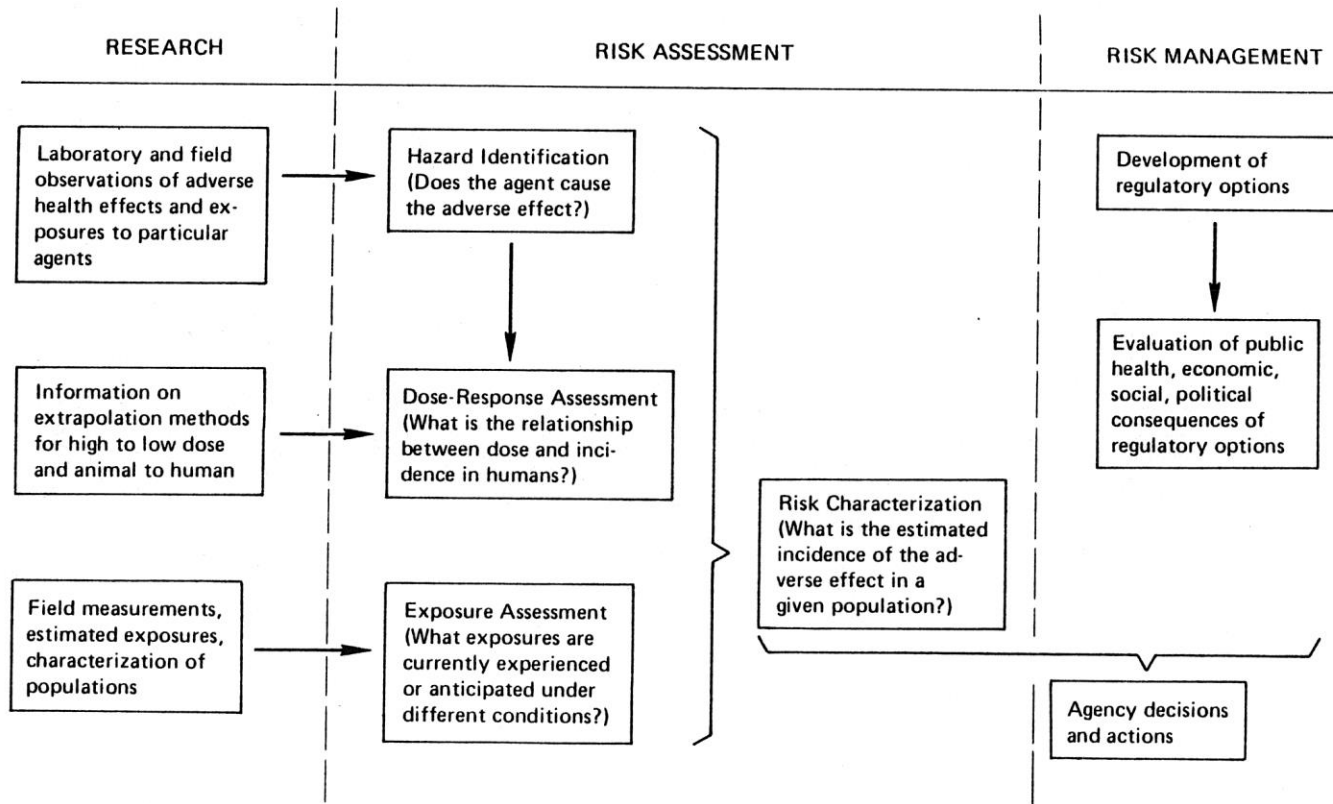 RESEARCH
RISK ASSESSMENT
RISK MANAGEMENT
Laboratory and field
observations of adverse
health effects and ex-
posures to particular
agents
Hazard Identification
(Does the agent cause
the adverse effect?)
Development of
regulatory options
Information on
extrapolation methods
for high to low dose
and animal to human
Dose-Response Assessment
(What is the relationship
between dose and inci-
dence in humans?)
Evaluation of public
health, economic,
social, political
consequences of
regulatory options
Risk Characterization
(What is the estimated
incidence of the ad-
verse effect in a
given population?)
Field measurements,
estimated exposures,
characterization of
populations
Exposure Assessment
(What exposures are
currently experienced
or anticipated under
different conditions?)
Agency decisions
and actions